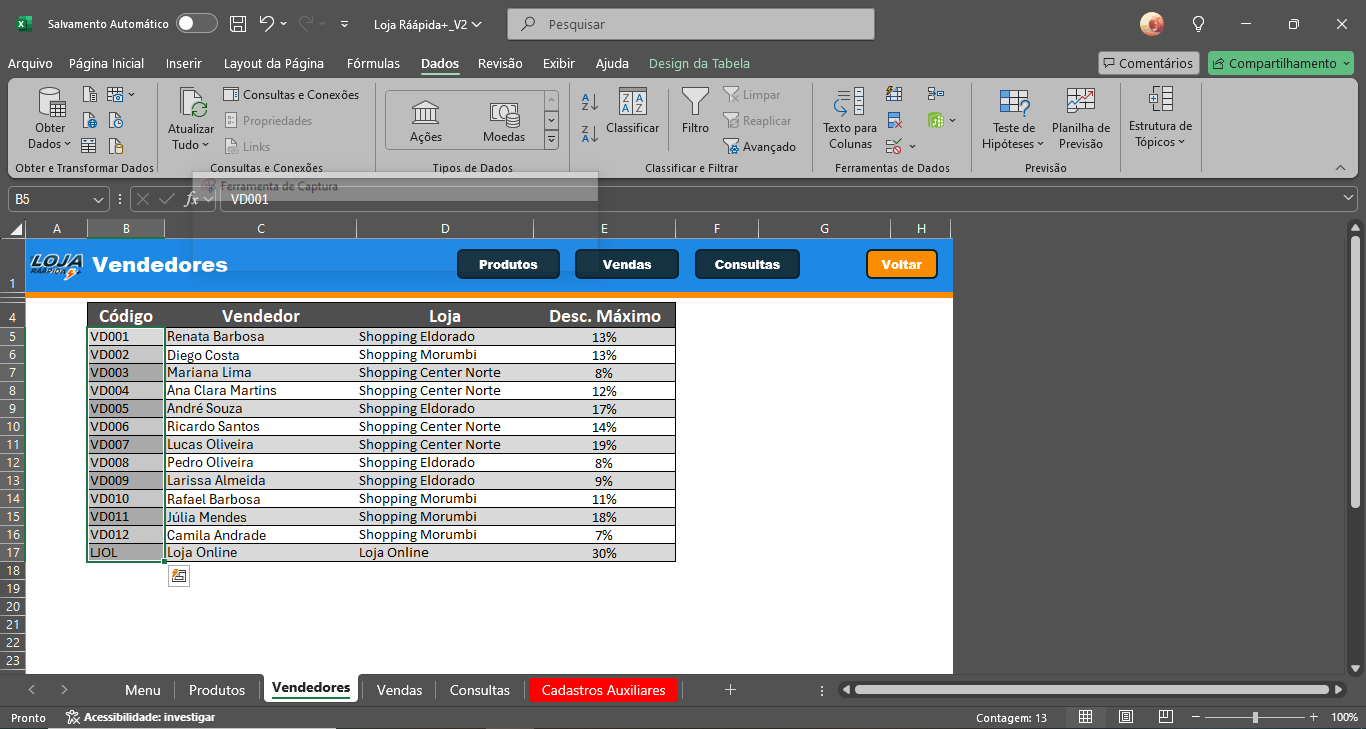 Salvamento Automático
Loja Ráápida+_V2
Pesquisar
Arquivo Página Inicial Inserir Layout da Página Fórmulas Dados Revisão Exibir Ajuda Design da Tabela
Comentários Compartilhamento
Obter Dados
Atualizar Tudo
Consultas e Conexões
Propriedades
Links
Ações Moedas
Classificar
Filtro
Limpar
Reaplicar
Avançado
Texto para Colunas
Teste de Hipóteses
Planilha de Previsão
Estrutura de Tópicos
Obter e Transformar Dados Consultas e Conexões Tipos de Dados Classificar e Filtrar Ferramentas de Dados Previsão
Ferramenta de Captura
B5 fx VD001
A B C D E F G H
1 LOJA RÁÁPIDA Vendedores Produtos Vendas Consultas Voltar
4 Código Vendedor Loja Desc. Máximo
5 VD001 Renata Barbosa Shopping Eldorado 13%
6 VD002 Diego Costa Shopping Morumbi 13%
7 VD003 Mariana Lima Shopping Center Norte 8%
8 VD004 Ana Clara Martins Shopping Center Norte 12%
9 VD005 André Souza Shopping Eldorado 17%
10 VD006 Ricardo Santos Shopping Center Norte 14%
11 VD007 Lucas Oliveira Shopping Center Norte 19%
12 VD008 Pedro Oliveira Shopping Eldorado 8%
13 VD009 Larissa Almeida Shopping Eldorado 9%
14 VD010 Rafael Barbosa Shopping Morumbi 11%
15 VD011 Júlia Mendes Shopping Morumbi 18%
16 VD012 Camila Andrade Shopping Morumbi 7%
17 LJOL Loja Online Loja Online 30%
18
19
20
21
22
23
Menu Produtos Vendedores Vendas Consultas Cadastros Auxiliares
Pronto Acessibilidade: investigar Contagem: 13 100%